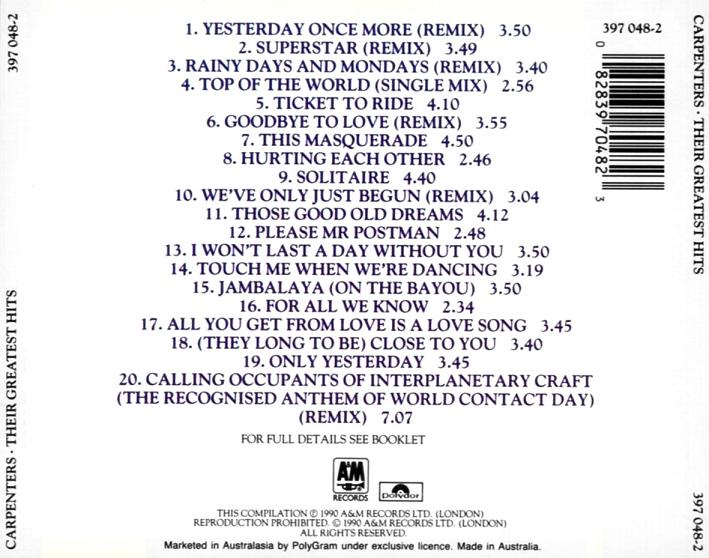 397 048-2
CARPENTERS · THEIR GREATEST HITS
1. YESTERDAY ONCE MORE (REMIX) 3.50
2. SUPERSTAR (REMIX) 3.49
3. RAINY DAYS AND MONDAYS (REMIX) 3.40
4. TOP OF THE WORLD (SINGLE MIX) 2.56
5. TICKET TO RIDE 4.10
6. GOODBYE TO LOVE (REMIX) 3.55
7. THIS MASQUERADE 4.50
8. HURTING EACH OTHER 2.46
9. SOLITAIRE 4.40
10. WE'VE ONLY JUST BEGUN (REMIX) 3.04
11. THOSE GOOD OLD DREAMS 4.12
12. PLEASE MR POSTMAN 2.48
13. I WON'T LAST A DAY WITHOUT YOU 3.50
14. TOUCH ME WHEN WE'RE DANCING 3.19
15. JAMBALAYA (ON THE BAYOU) 3.50
16. FOR ALL WE KNOW 2.34
17. ALL YOU GET FROM LOVE IS A LOVE SONG 3.45
18. (THEY LONG TO BE) CLOSE TO YOU 3.40
19. ONLY YESTERDAY 3.45
20. CALLING OCCUPANTS OF INTERPLANETARY CRAFT
(THE RECOGNISED ANTHEM OF WORLD CONTACT DAY)
(REMIX) 7.07
FOR FULL DETAILS SEE BOOKLET
A&M
RECORDS
Polydor
THIS COMPILATION ℗ 1990 A&M RECORDS LTD. (LONDON)
REPRODUCTION PROHIBITED. © 1990 A&M RECORDS LTD. (LONDON)
ALL RIGHTS RESERVED.
Marketed in Australasia by PolyGram under exclusive licence. Made in Australia.
397 048-2
0 82839 70482 3
CARPENTERS · THEIR GREATEST HITS
397 048-2